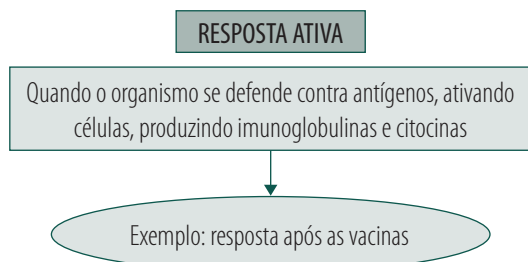 RESPOSTA ATIVA
Quando o organismo se defende contra antígenos, ativando
células, produzindo imunoglobulinas e citocinas
Exemplo: resposta após as vacinas